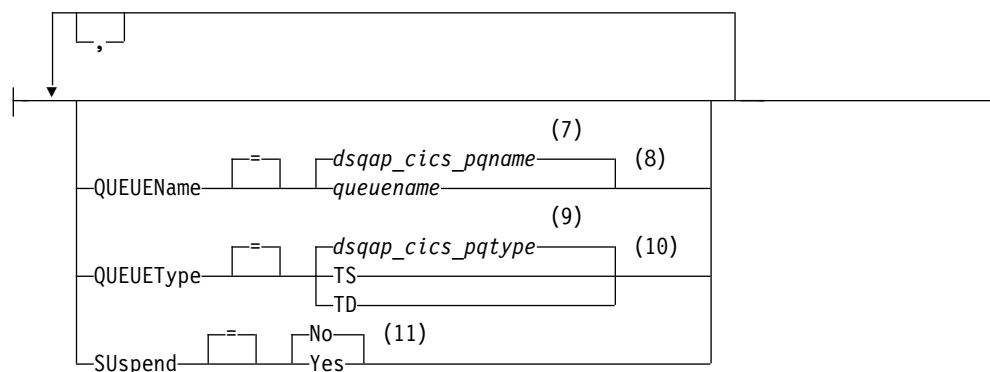 ,
(7)
= dsqap_cics_pqname (8)
QUEUEName queuename
(9)
= dsqap_cics_pqtype (10)
QUEUEType TS
TD
= No (11)
SUspend Yes